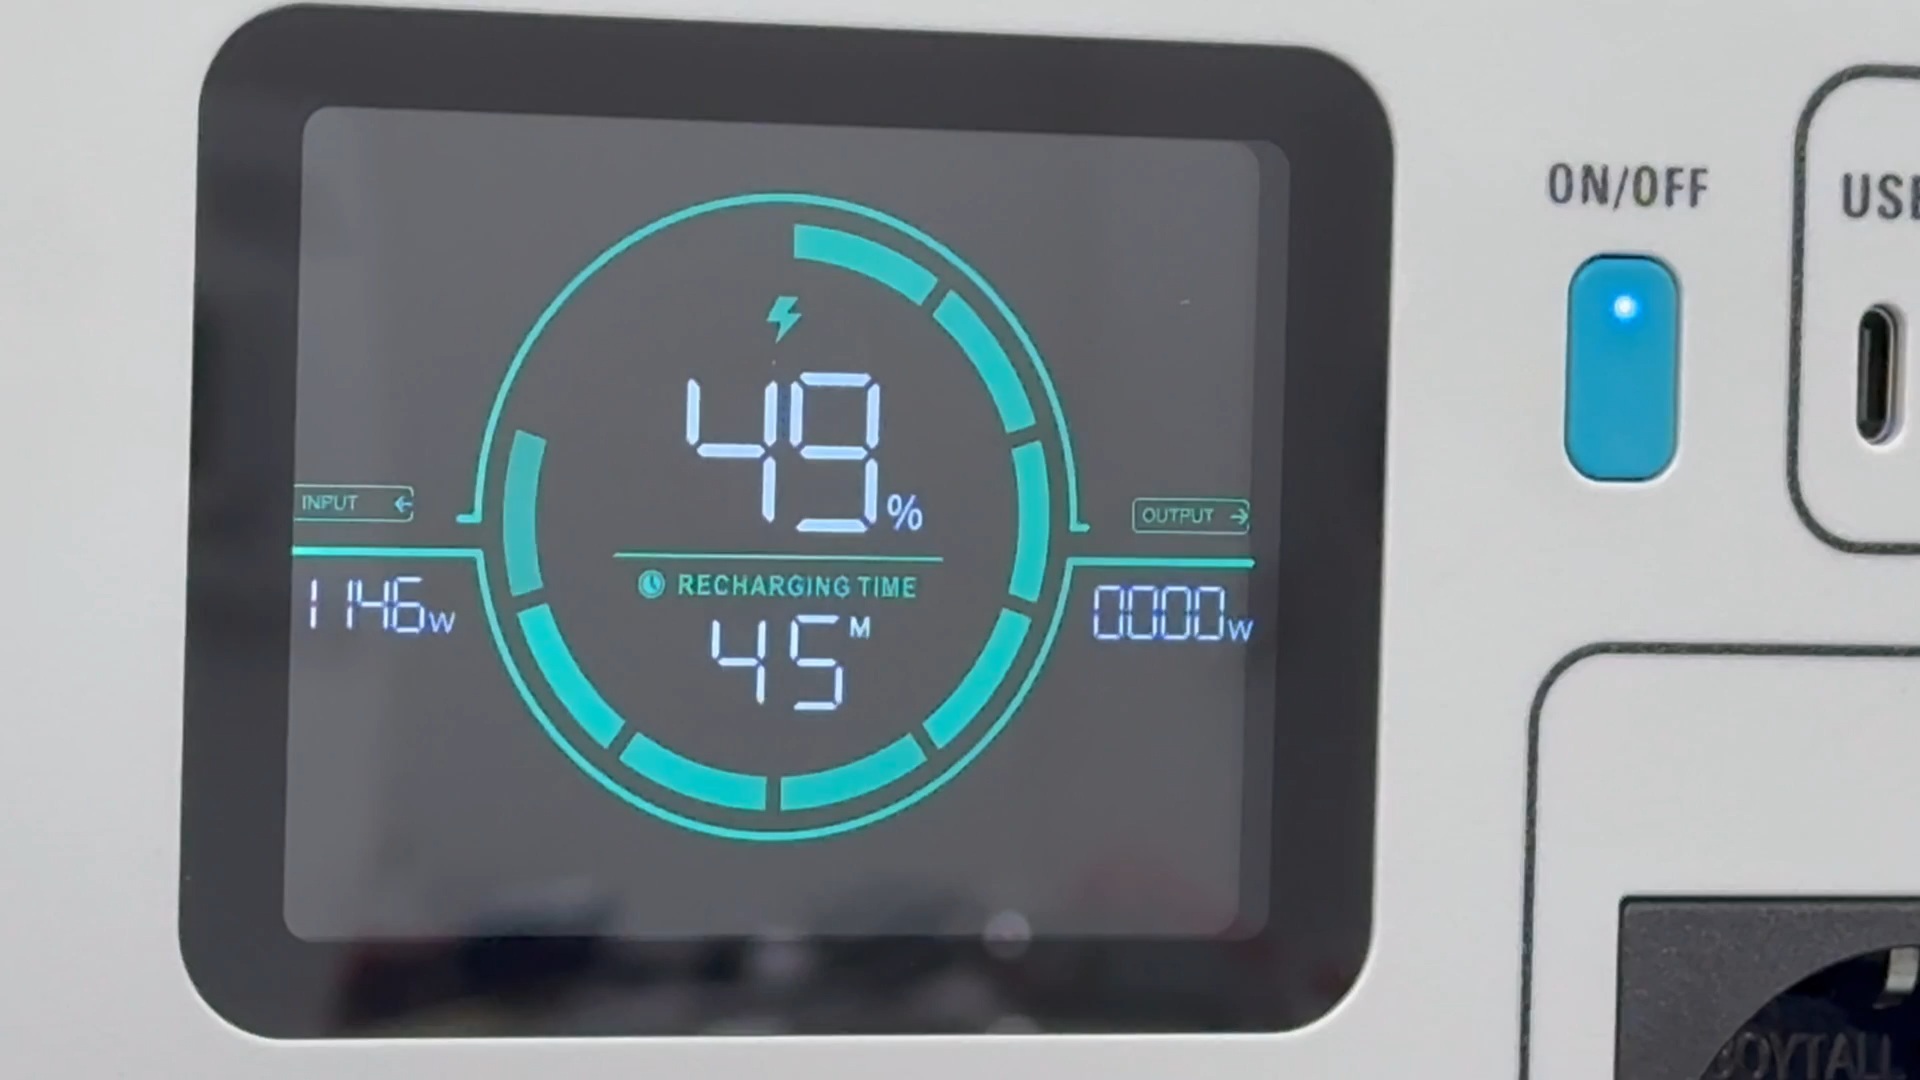 ON/OFF
USB
49%
INPUT ←
OUTPUT →
RECHARGING TIME
1146W
45M
0000W